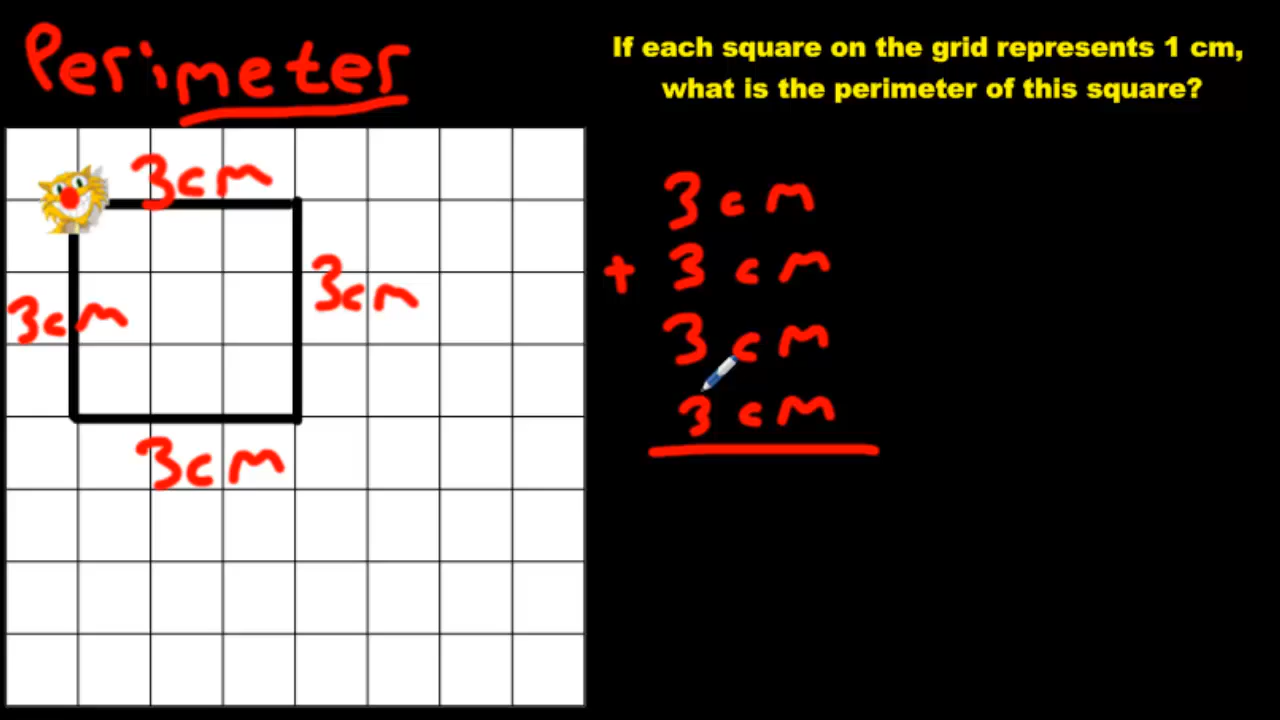 Perimeter
If each square on the grid represents 1 cm,
what is the perimeter of this square?
3cm
3cm
3cm
3cm
3cm
+ 3cm
3cm
3cm